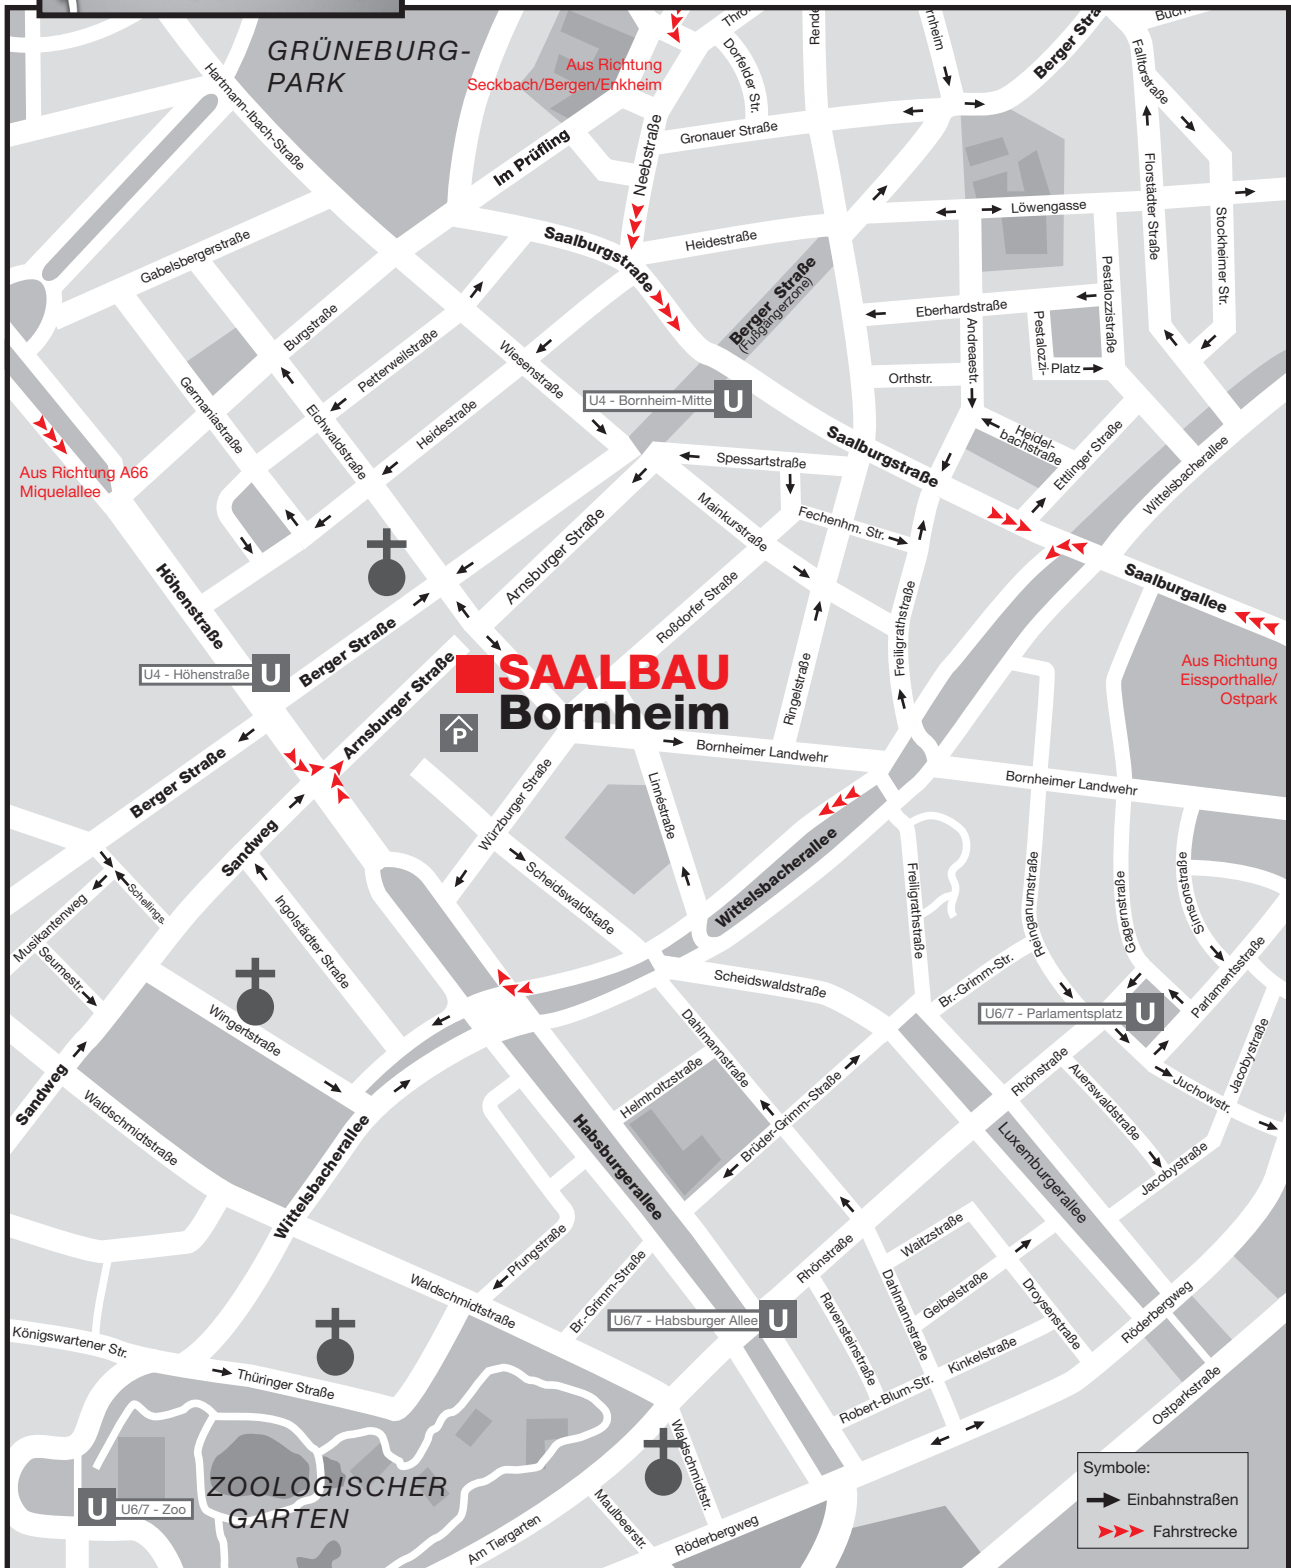 GRÜNEBURG-
PARK
Aus Richtung
Seckbach/Bergen/Enkheim
Hartmann-Ibach-Straße
Im Prüfling
Neebstraße
Dorfelder Str.
Gronauer Straße
Berger Straße
Falltorstraße
Florstädter Straße
Stockheimer Str.
Löwengasse
Heidestraße
Saalburgstraße
Gabelsbergerstraße
Burgstraße
Petterweilstraße
Wiesenstraße
Berger Straße
(Fußgängerzone)
Eberhardstraße
Andreaestr.
Pestalozzistraße
Pestalozzi-
Platz
Orthstr.
Germaniastraße
Eichwaldstraße
Heidestraße
U4 - Bornheim-Mitte
U
Saalburgstraße
Heidel-
bachstraße
Ettlinger Straße
Wittelsbacherallee
Aus Richtung A66
Miquelallee
Spessartstraße
Mainkurstraße
Fechenhm. Str.
Arnsburger Straße
Roßdorfer Straße
Höhenstraße
Freiligrathstraße
Saalburgallee
Berger Straße
U4 - Höhenstraße
U
Arnsburger Straße
SAALBAU
Bornheim
P
Ringelstraße
Aus Richtung
Eissporthalle/
Ostpark
Bornheimer Landwehr
Bornheimer Landwehr
Berger Straße
Sandweg
Würzburger Straße
Linnéstraße
Wittelsbacherallee
Scheidswaldstaße
Schellings.
Musikantenweg
Seumestr.
Ingolstädter Straße
Freiligrathstraße
Reinganumstraße
Gagernstraße
Simsonstraße
Scheidswaldstraße
Br.-Grimm-Str.
Parlamentsstraße
U6/7 - Parlamentsplatz
U
Wingertstraße
Dahlmannstraße
Helmholtzstraße
Rhönstraße
Auerswaldstraße
Juchowstr.
Jacobystraße
Sandweg
Waldschmidtstraße
Wittelsbacherallee
Habsburgerallee
Brüder-Grimm-Straße
Luxemburgerallee
Jacobystraße
Pfungstraße
Br.-Grimm-Straße
Rhönstraße
Waitzstraße
Geibelstraße
Droysenstraße
Dahlmannstraße
Ravensteinstraße
Waldschmidtstraße
U6/7 - Habsburger Allee
U
Kinkelstraße
Robert-Blum-Str.
Röderbergweg
Ostparkstraße
Königswartener Str.
Thüringer Straße
ZOOLOGISCHER
GARTEN
U
U6/7 - Zoo
Waldschmidtstr.
Maulbeerstr.
Am Tiergarten
Röderbergweg
Symbole:
Einbahnstraßen
Fahrstrecke